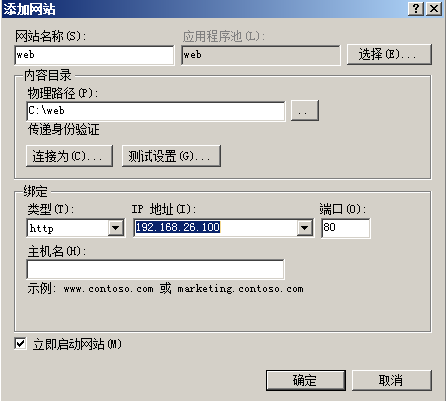 添加网站
网站名称(S): 应用程序池(L):
web web 选择(E)...
内容目录
物理路径(P):
C:\web ..
传递身份验证
连接为(C)... 测试设置(G)...
绑定
类型(T): IP 地址(I): 端口(O):
http 192.168.26.100 80
主机名(H):
示例: www.contoso.com 或 marketing.contoso.com
立即启动网站(M)
确定 取消